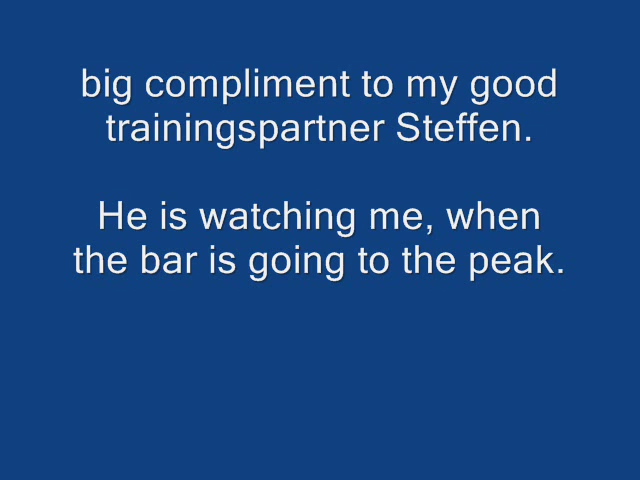 big compliment to my good
trainingspartner Steffen.
He is watching me, when
the bar is going to the peak.